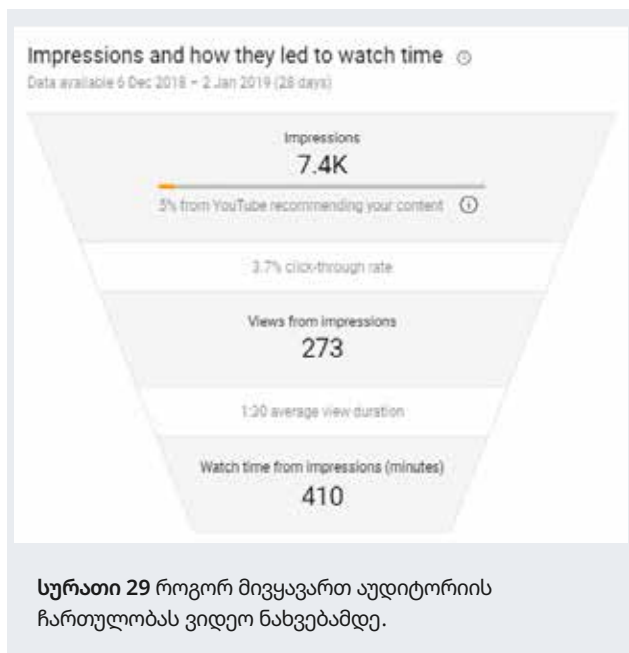 Impressions and how they led to watch time
Data available 6 Dec 2018 – 2 Jan 2019 (28 days)
Impressions
7.4K
5% from YouTube recommending your content
3.7% click-through rate
Views from impressions
273
1:30 average view duration
Watch time from impressions (minutes)
410
სურათი 29 როგორ მივყავართ აუდიტორიის
ჩართულობას ვიდეო ნახვებამდე.